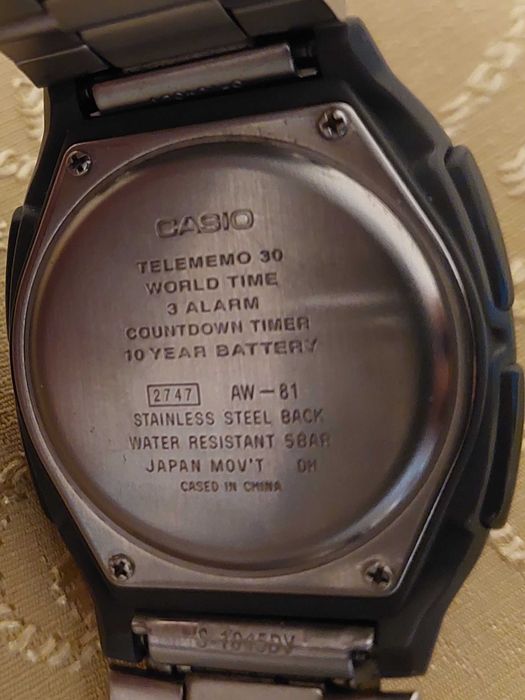 CASIO
TELEMEMO 30
WORLD TIME
3 ALARM
COUNTDOWN TIMER
10 YEAR BATTERY
2747 AW-81
STAINLESS STEEL BACK
WATER RESISTANT 5BAR
JAPAN MOV'T DH
CASED IN CHINA
S-1045DV